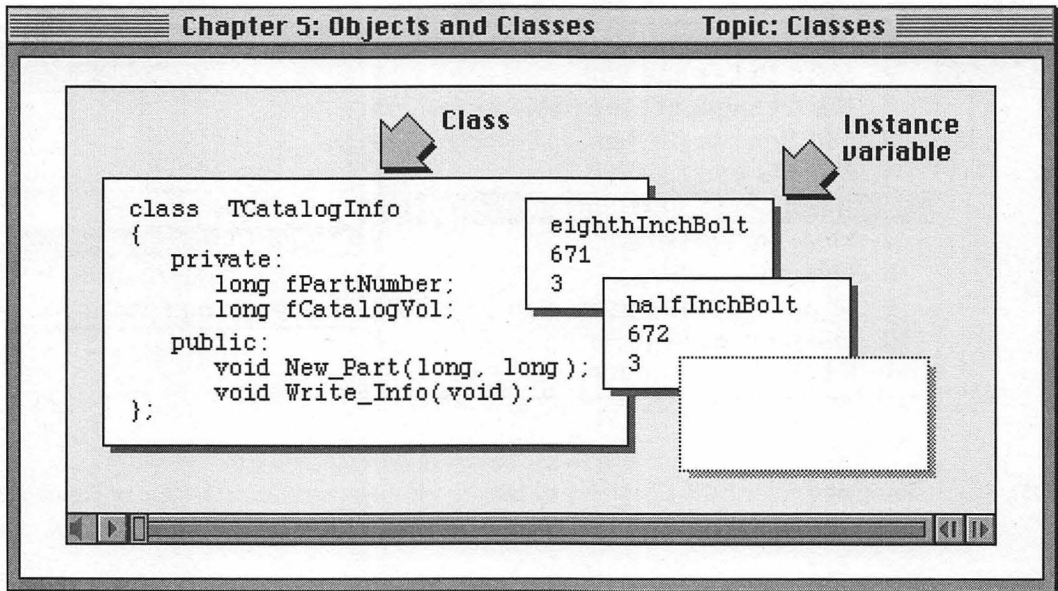 Chapter 5: Objects and Classes Topic: Classes
Class
Instance
variable
class TCatalogInfo
{
private:
long fPartNumber;
long fCatalogVol;
public:
void New_Part(long, long);
void Write_Info(void);
};
eighthInchBolt
671
3
halfInchBolt
672
3